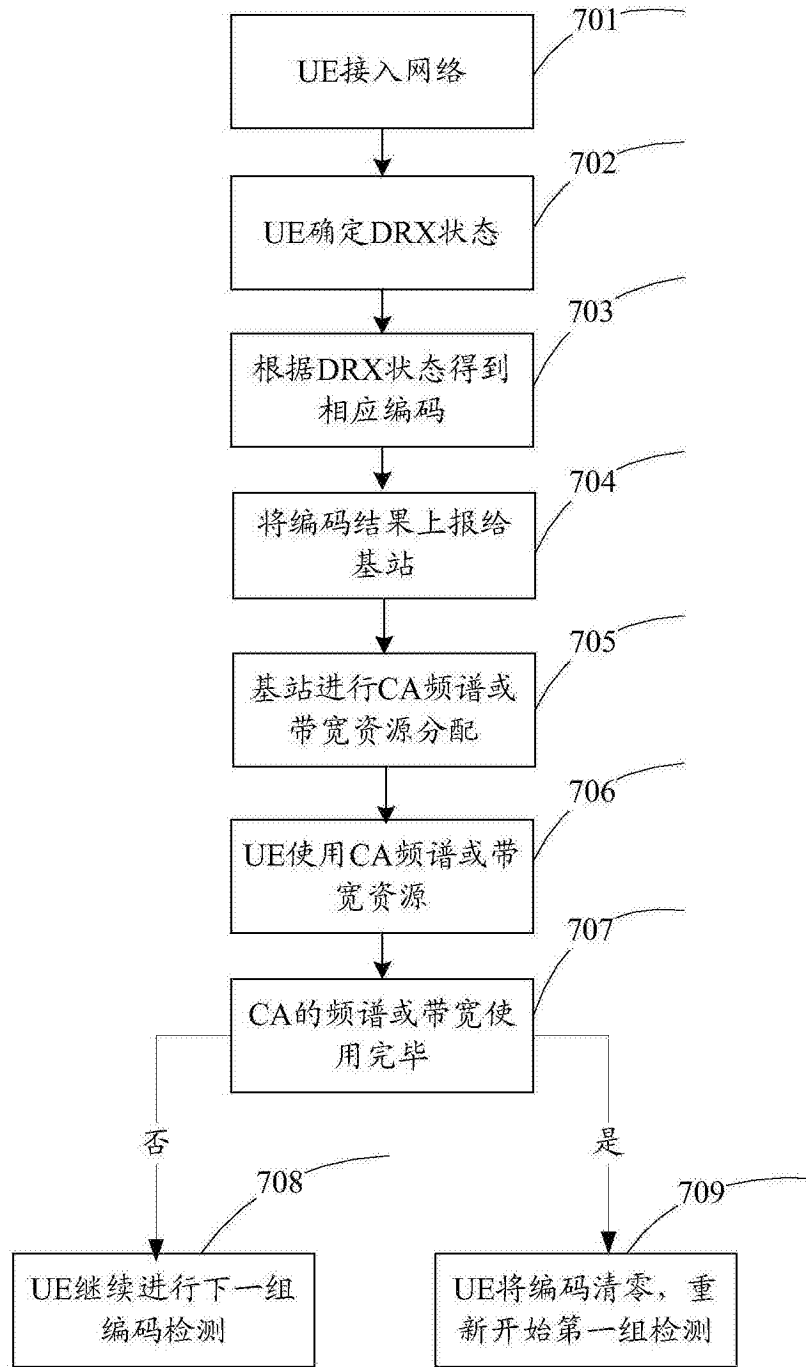 701
UE接入网络
702
UE确定DRX状态
703
根据DRX状态得到
相应编码
704
将编码结果上报给
基站
705
基站进行CA频谱或
带宽资源分配
706
UE使用CA频谱或带
宽资源
707
CA的频谱或带宽使
用完毕
否
是
708
709
UE继续进行下一组
编码检测
UE将编码清零，重
新开始第一组检测